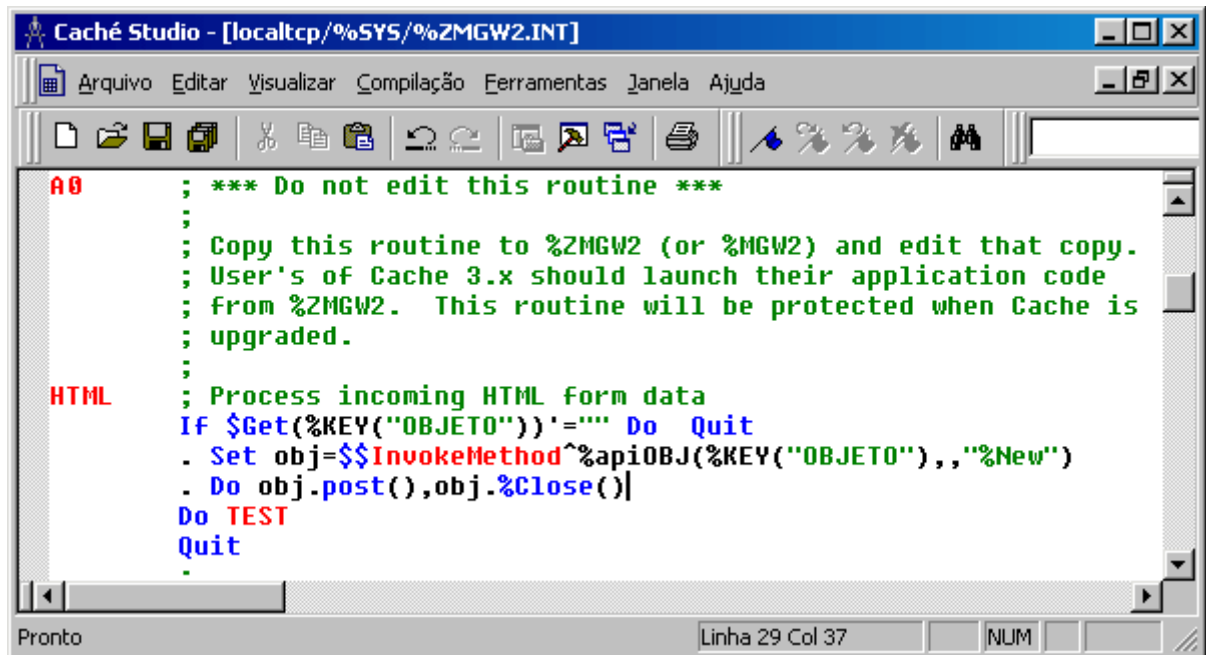 Caché Studio - [localtcp/%SYS/%ZMGW2.INT]
Arquivo Editar Visualizar Compilação Ferramentas Janela Ajuda
A0 ; *** Do not edit this routine ***
;
; Copy this routine to %ZMGW2 (or %MGW2) and edit that copy.
; User's of Cache 3.x should launch their application code
; from %ZMGW2.  This routine will be protected when Cache is
; upgraded.
;
HTML ; Process incoming HTML form data
If $Get(%KEY("OBJETO"))'="" Do  Quit
. Set obj=$$InvokeMethod^%apiOBJ(%KEY("OBJETO"),,"%New")
. Do obj.post(),obj.%Close()
Do TEST
Quit
Pronto Linha 29 Col 37 NUM